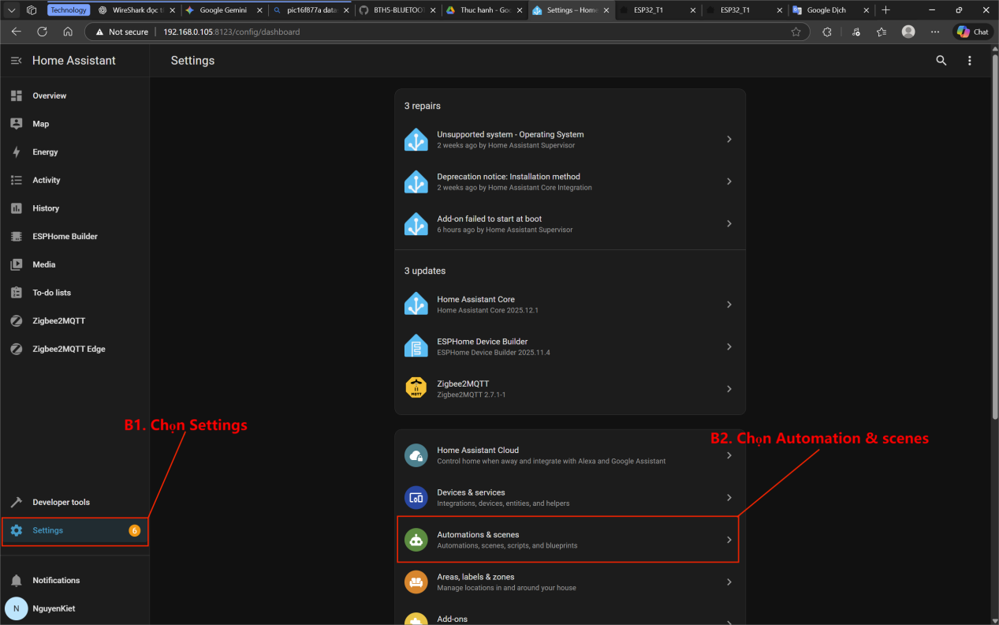 Technology
WireShark đọc t
Google Gemini
pic16f877a datas
BTH5-BLUETOOT
Thuc hanh - Goo
Settings – Home
ESP32_T1
ESP32_T1
Google Dịch
Not secure
192.168.0.105:8123/config/dashboard
Chat
Home Assistant
Settings
Overview
Map
Energy
Activity
History
ESPHome Builder
Media
To-do lists
Zigbee2MQTT
Zigbee2MQTT Edge
3 repairs
Unsupported system - Operating System
2 weeks ago by Home Assistant Supervisor
Deprecation notice: Installation method
2 weeks ago by Home Assistant Core Integration
Add-on failed to start at boot
6 hours ago by Home Assistant Supervisor
3 updates
Home Assistant Core
Home Assistant Core 2025.12.1
ESPHome Device Builder
ESPHome Device Builder 2025.11.4
MQTT
Zigbee2MQTT
Zigbee2MQTT 2.7.1-1
B1. Chọn Settings
B2. Chọn Automation & scenes
Home Assistant Cloud
Control home when away and integrate with Alexa and Google Assistant
Devices & services
Integrations, devices, entities, and helpers
Automations & scenes
Automations, scenes, scripts, and blueprints
Areas, labels & zones
Manage locations in and around your house
Add-ons
Developer tools
Settings
6
Notifications
N
NguyenKiet